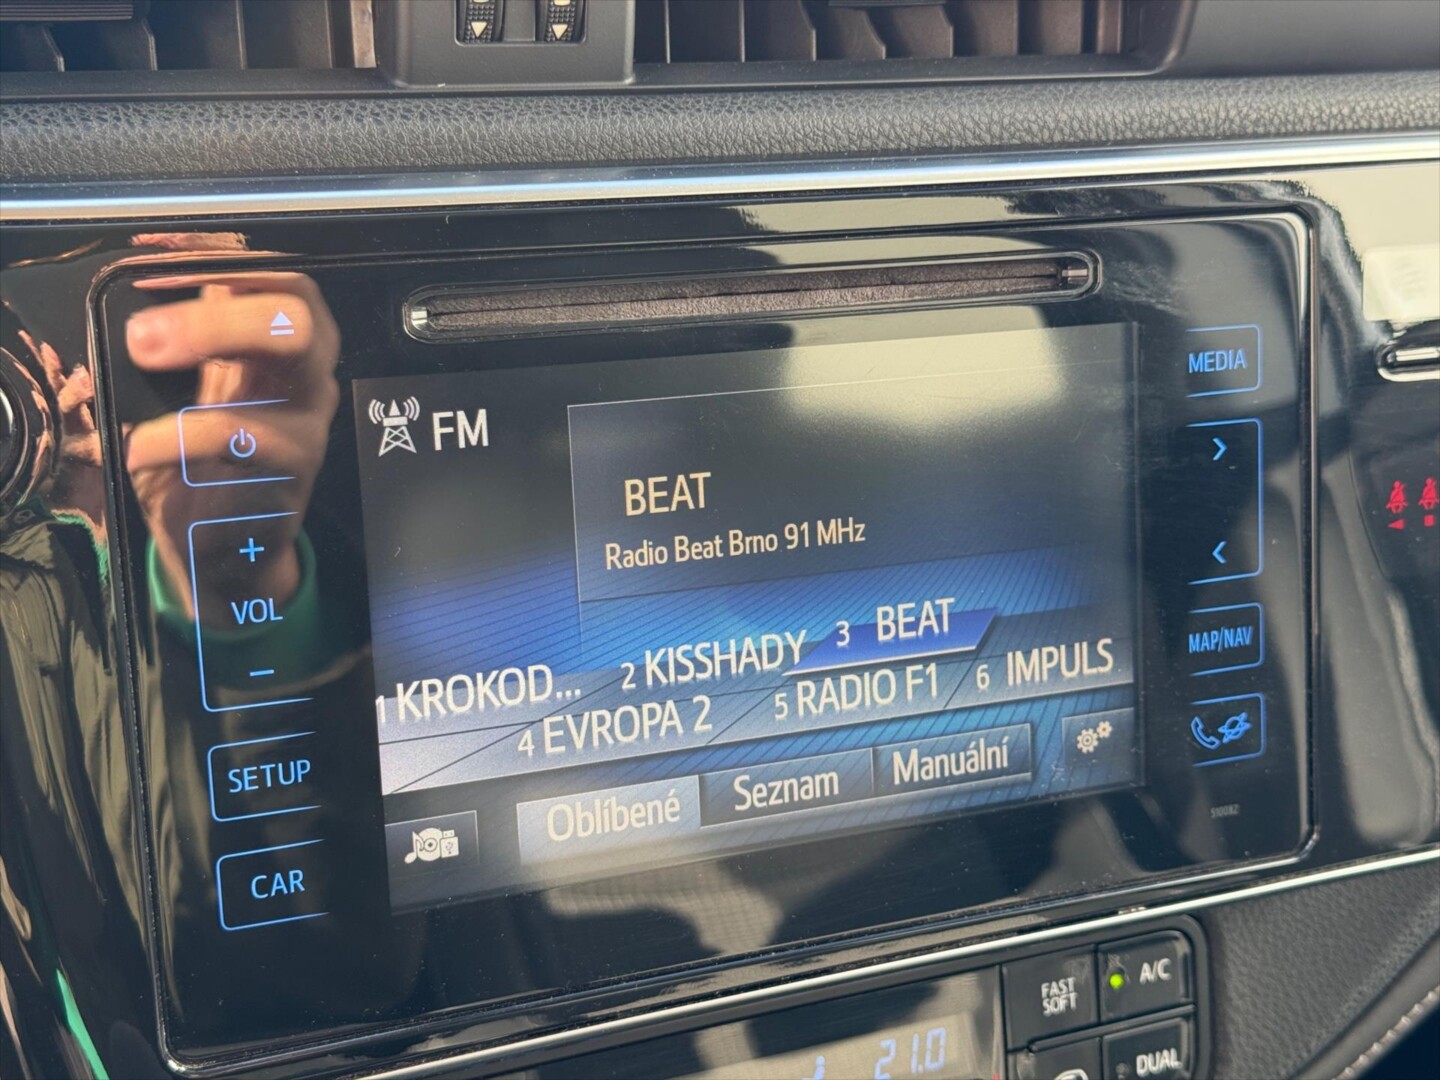 FM
BEAT
Radio Beat Brno 91 MHz
1 KROKOD... 2 KISSHADY 3 BEAT
4 EVROPA 2 5 RADIO F1 6 IMPULS
Oblíbené Seznam Manuální
VOL
SETUP
CAR
MEDIA
MAP/NAV
510082
FAST
SOFT
A/C
DUAL
21.0